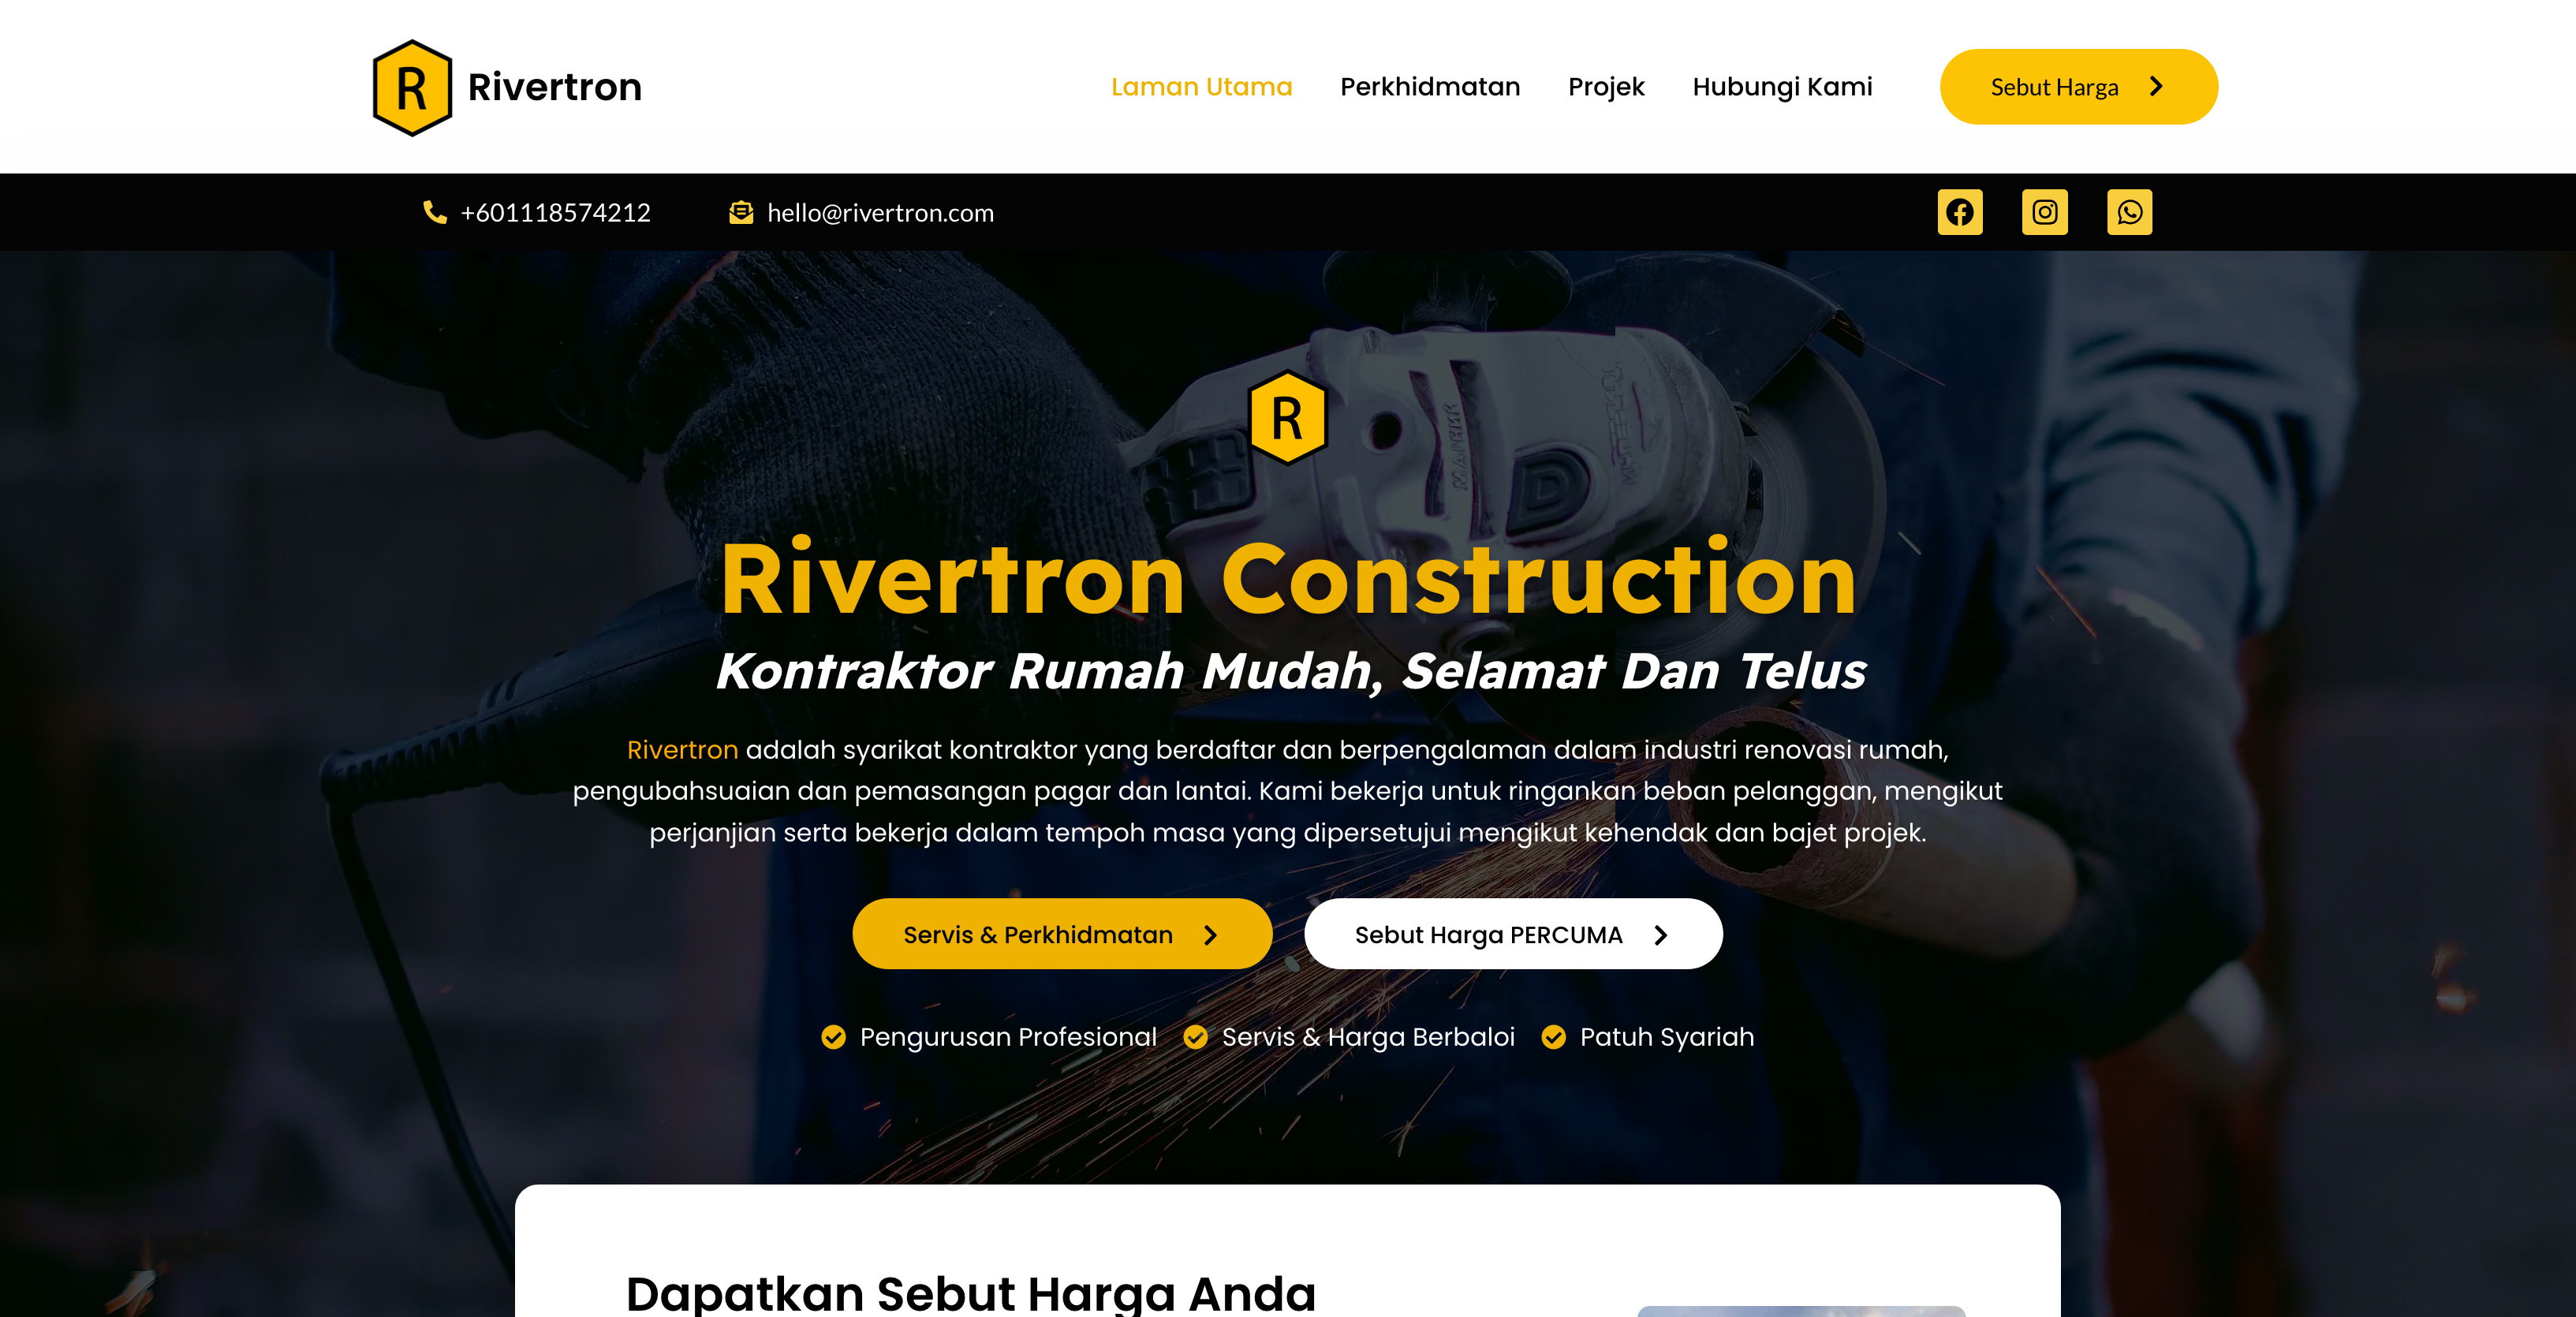 R Rivertron
Laman Utama Perkhidmatan Projek Hubungi Kami Sebut Harga
+601118574212 hello@rivertron.com
R
Rivertron Construction
Kontraktor Rumah Mudah, Selamat Dan Telus
Rivertron adalah syarikat kontraktor yang berdaftar dan berpengalaman dalam industri renovasi rumah,
pengubahsuaian dan pemasangan pagar dan lantai. Kami bekerja untuk ringankan beban pelanggan, mengikut
perjanjian serta bekerja dalam tempoh masa yang dipersetujui mengikut kehendak dan bajet projek.
Servis & Perkhidmatan Sebut Harga PERCUMA
Pengurusan Profesional Servis & Harga Berbaloi Patuh Syariah
Dapatkan Sebut Harga Anda